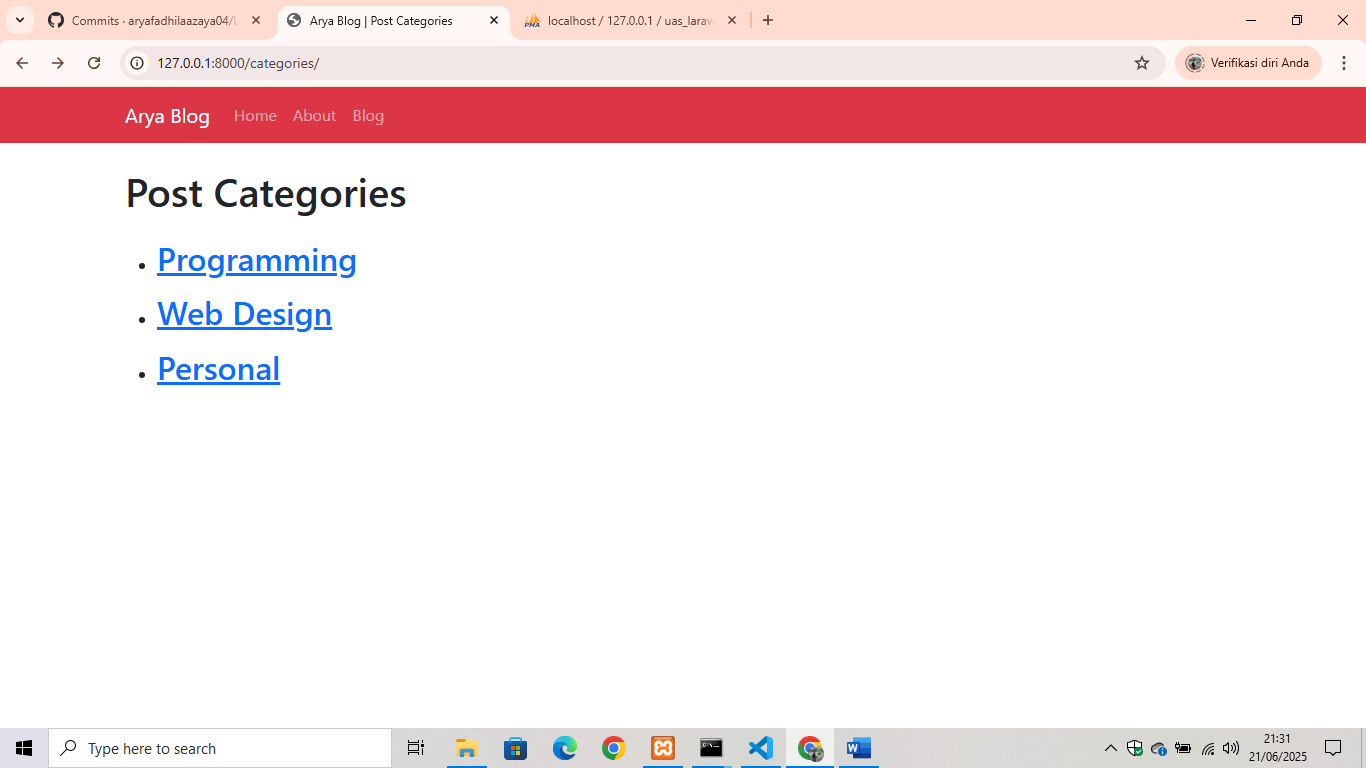 Commits · aryafadhilaazaya04/U
Arya Blog | Post Categories
localhost / 127.0.0.1 / uas_larave
127.0.0.1:8000/categories/
Verifikasi diri Anda
Arya Blog Home About Blog
Post Categories
Programming
Web Design
Personal
Type here to search
21:31
21/06/2025